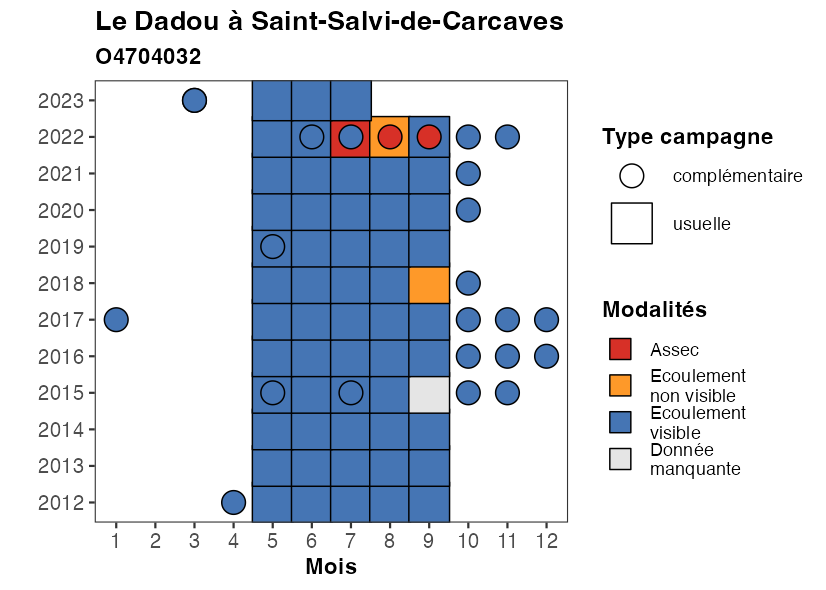 Le Dadou à Saint-Salvi-de-Carcaves
O4704032
2023
2022
2021
2020
2019
2018
2017
2016
2015
2014
2013
2012
1 2 3 4 5 6 7 8 9 10 11 12
Mois
Type campagne
complémentaire
usuelle
Modalités
Assec
Ecoulement
non visible
Ecoulement
visible
Donnée
manquante